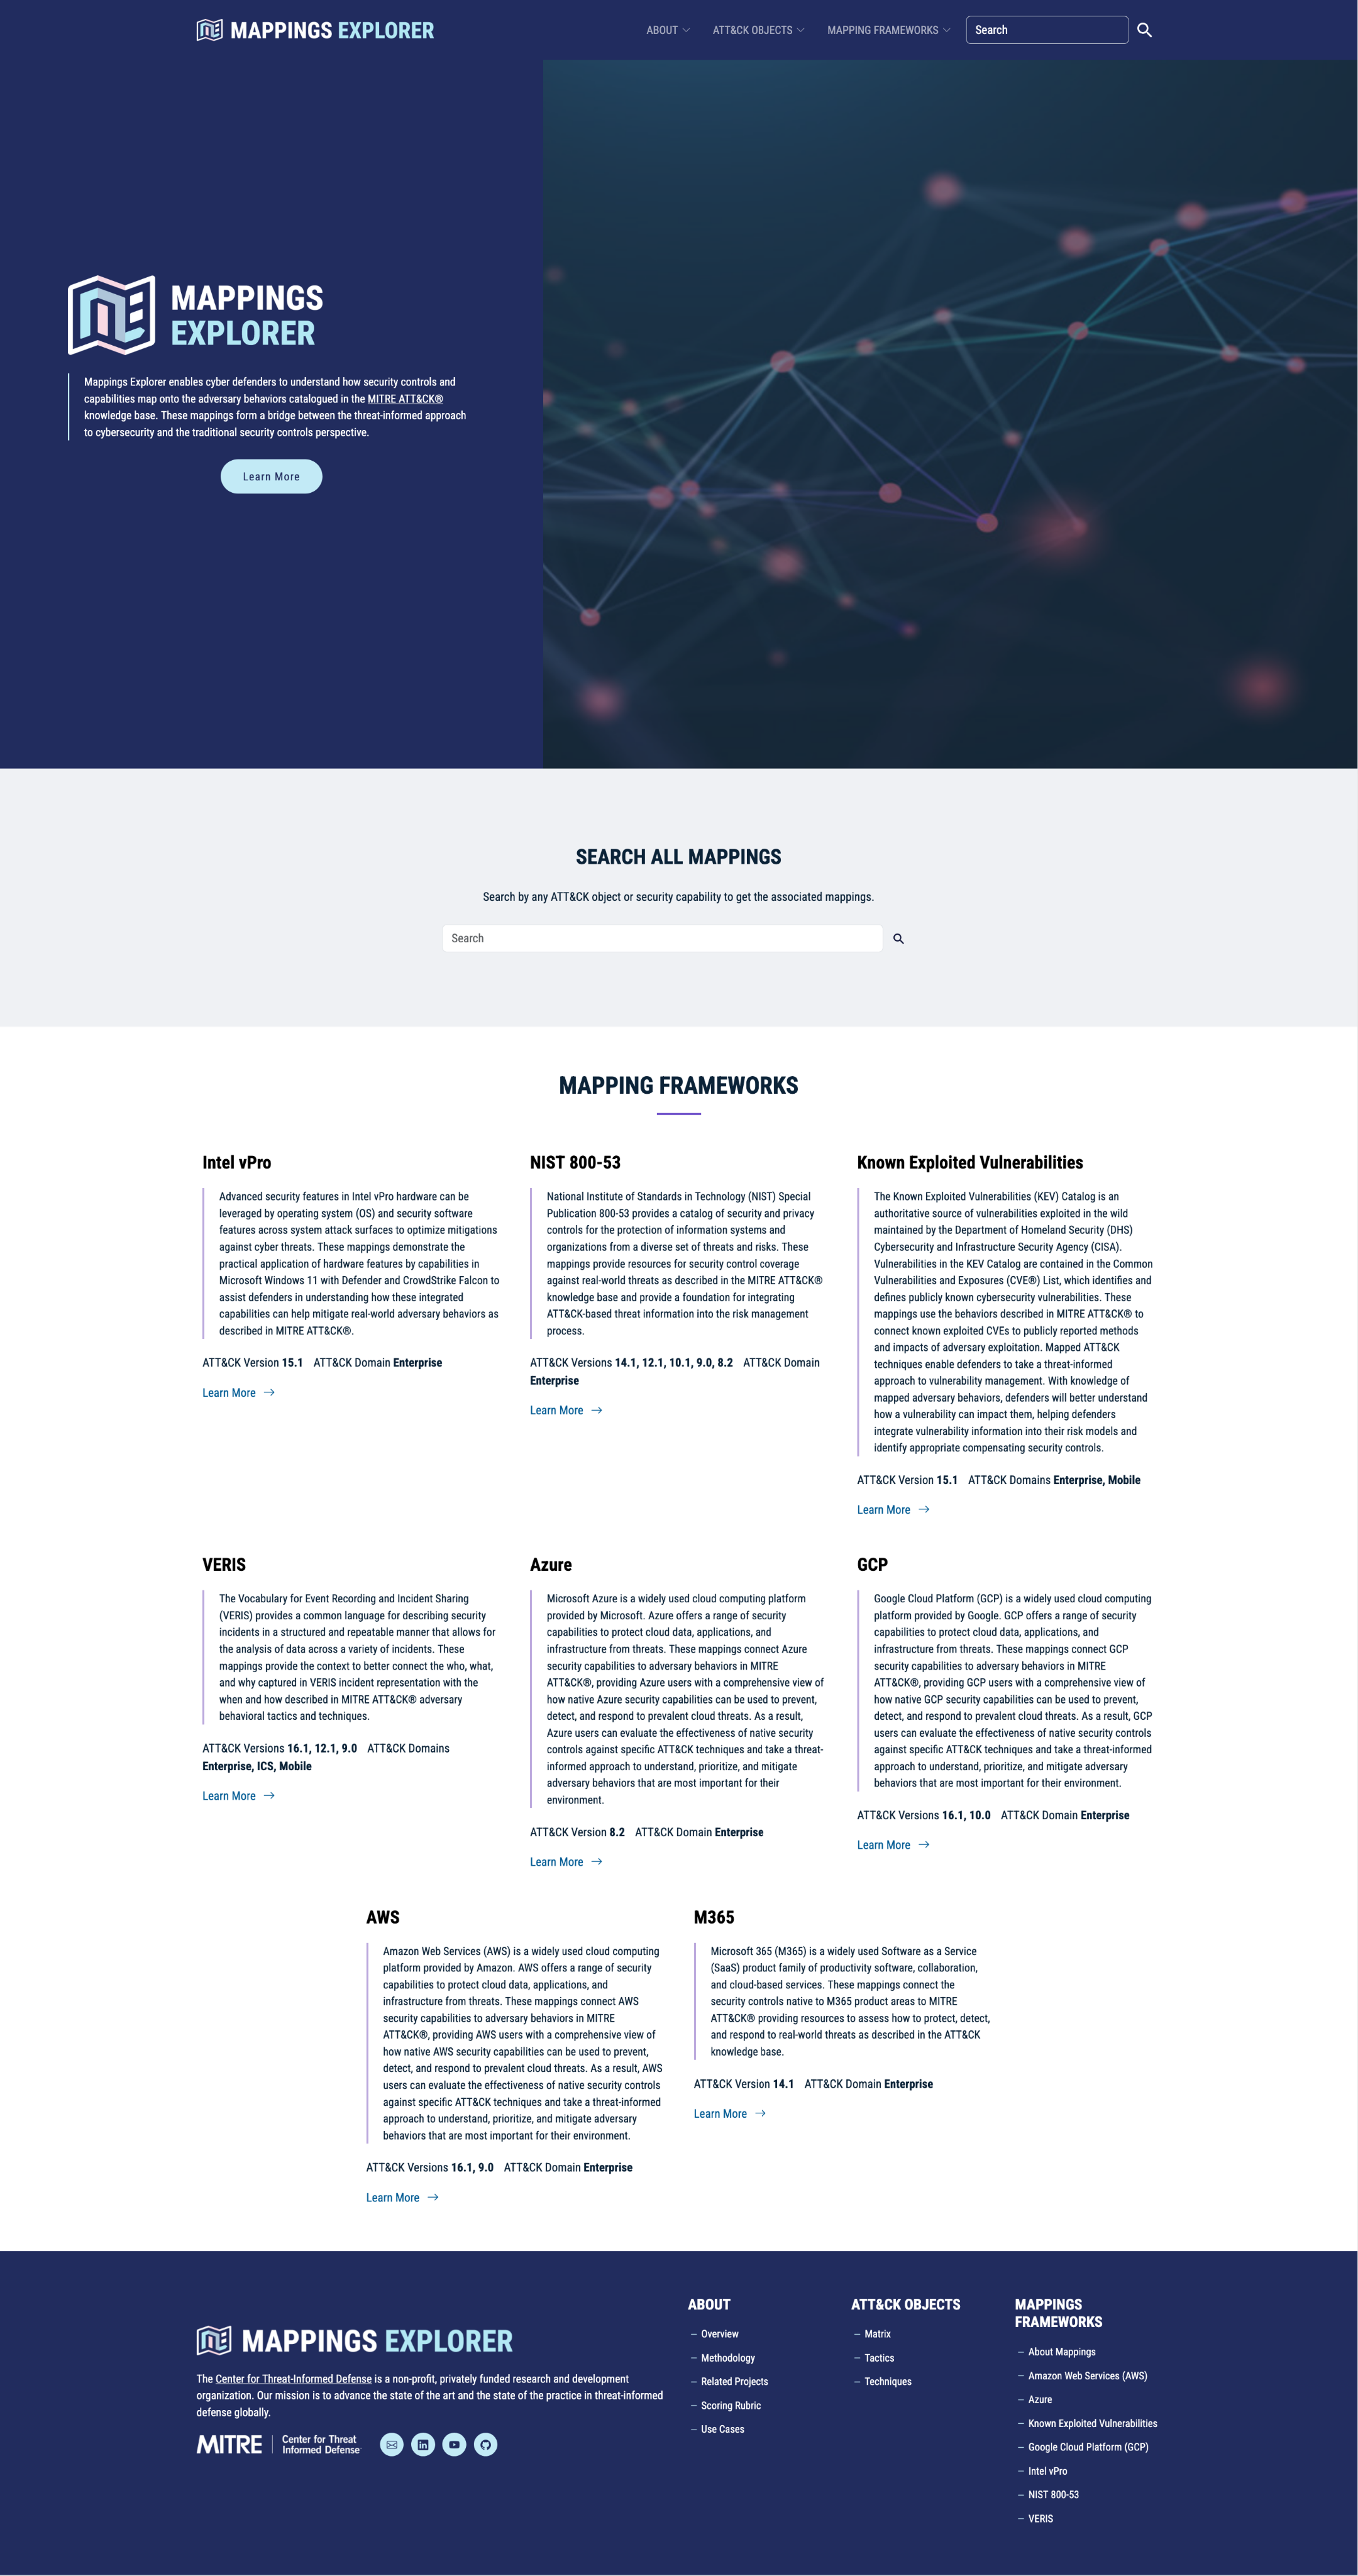 MAPPINGS EXPLORER
ABOUT
ATT&CK OBJECTS
MAPPING FRAMEWORKS
Search
MAPPINGS
EXPLORER
Mappings Explorer enables cyber defenders to understand how security controls and
capabilities map onto the adversary behaviors catalogued in the MITRE ATT&CK®
knowledge base. These mappings form a bridge between the threat-informed approach
to cybersecurity and the traditional security controls perspective.
Learn More
SEARCH ALL MAPPINGS
Search by any ATT&CK object or security capability to get the associated mappings.
Search
MAPPING FRAMEWORKS
Intel vPro
Advanced security features in Intel vPro hardware can be
leveraged by operating system (OS) and security software
features across system attack surfaces to optimize mitigations
against cyber threats. These mappings demonstrate the
practical application of hardware features by capabilities in
Microsoft Windows 11 with Defender and CrowdStrike Falcon to
assist defenders in understanding how these integrated
capabilities can help mitigate real-world adversary behaviors as
described in MITRE ATT&CK®.
ATT&CK Version 15.1 ATT&CK Domain Enterprise
Learn More
NIST 800-53
National Institute of Standards in Technology (NIST) Special
Publication 800-53 provides a catalog of security and privacy
controls for the protection of information systems and
organizations from a diverse set of threats and risks. These
mappings provide resources for security control coverage
against real-world threats as described in the MITRE ATT&CK®
knowledge base and provide a foundation for integrating
ATT&CK-based threat information into the risk management
process.
ATT&CK Versions 14.1, 12.1, 10.1, 9.0, 8.2 ATT&CK Domain
Enterprise
Learn More
Known Exploited Vulnerabilities
The Known Exploited Vulnerabilities (KEV) Catalog is an
authoritative source of vulnerabilities exploited in the wild
maintained by the Department of Homeland Security (DHS)
Cybersecurity and Infrastructure Security Agency (CISA).
Vulnerabilities in the KEV Catalog are contained in the Common
Vulnerabilities and Exposures (CVE®) List, which identifies and
defines publicly known cybersecurity vulnerabilities. These
mappings use the behaviors described in MITRE ATT&CK® to
connect known exploited CVEs to publicly reported methods
and impacts of adversary exploitation. Mapped ATT&CK
techniques enable defenders to take a threat-informed
approach to vulnerability management. With knowledge of
mapped adversary behaviors, defenders will better understand
how a vulnerability can impact them, helping defenders
integrate vulnerability information into their risk models and
identify appropriate compensating security controls.
ATT&CK Version 15.1 ATT&CK Domains Enterprise, Mobile
Learn More
VERIS
The Vocabulary for Event Recording and Incident Sharing
(VERIS) provides a common language for describing security
incidents in a structured and repeatable manner that allows for
the analysis of data across a variety of incidents. These
mappings provide the context to better connect the who, what,
and why captured in VERIS incident representation with the
when and how described in MITRE ATT&CK® adversary
behavioral tactics and techniques.
ATT&CK Versions 16.1, 12.1, 9.0 ATT&CK Domains
Enterprise, ICS, Mobile
Learn More
Azure
Microsoft Azure is a widely used cloud computing platform
provided by Microsoft. Azure offers a range of security
capabilities to protect cloud data, applications, and
infrastructure from threats. These mappings connect Azure
security capabilities to adversary behaviors in MITRE
ATT&CK®, providing Azure users with a comprehensive view of
how native Azure security capabilities can be used to prevent,
detect, and respond to prevalent cloud threats. As a result,
Azure users can evaluate the effectiveness of native security
controls against specific ATT&CK techniques and take a threat-
informed approach to understand, prioritize, and mitigate
adversary behaviors that are most important for their
environment.
ATT&CK Version 8.2 ATT&CK Domain Enterprise
Learn More
GCP
Google Cloud Platform (GCP) is a widely used cloud computing
platform provided by Google. GCP offers a range of security
capabilities to protect cloud data, applications, and
infrastructure from threats. These mappings connect GCP
security capabilities to adversary behaviors in MITRE
ATT&CK®, providing GCP users with a comprehensive view of
how native GCP security capabilities can be used to prevent,
detect, and respond to prevalent cloud threats. As a result, GCP
users can evaluate the effectiveness of native security controls
against specific ATT&CK techniques and take a threat-informed
approach to understand, prioritize, and mitigate adversary
behaviors that are most important for their environment.
ATT&CK Versions 16.1, 10.0 ATT&CK Domain Enterprise
Learn More
AWS
Amazon Web Services (AWS) is a widely used cloud computing
platform provided by Amazon. AWS offers a range of security
capabilities to protect cloud data, applications, and
infrastructure from threats. These mappings connect AWS
security capabilities to adversary behaviors in MITRE
ATT&CK®, providing AWS users with a comprehensive view of
how native AWS security capabilities can be used to prevent,
detect, and respond to prevalent cloud threats. As a result, AWS
users can evaluate the effectiveness of native security controls
against specific ATT&CK techniques and take a threat-informed
approach to understand, prioritize, and mitigate adversary
behaviors that are most important for their environment.
ATT&CK Versions 16.1, 9.0 ATT&CK Domain Enterprise
Learn More
M365
Microsoft 365 (M365) is a widely used Software as a Service
(SaaS) product family of productivity software, collaboration,
and cloud-based services. These mappings connect the
security controls native to M365 product areas to MITRE
ATT&CK® providing resources to assess how to protect, detect,
and respond to real-world threats as described in the ATT&CK
knowledge base.
ATT&CK Version 14.1 ATT&CK Domain Enterprise
Learn More
MAPPINGS EXPLORER
The Center for Threat-Informed Defense is a non-profit, privately funded research and development
organization. Our mission is to advance the state of the art and the state of the practice in threat-informed
defense globally.
MITRE
Center for Threat
Informed Defense
ABOUT
– Overview
– Methodology
– Related Projects
– Scoring Rubric
– Use Cases
ATT&CK OBJECTS
– Matrix
– Tactics
– Techniques
MAPPINGS
FRAMEWORKS
– About Mappings
– Amazon Web Services (AWS)
– Azure
– Known Exploited Vulnerabilities
– Google Cloud Platform (GCP)
– Intel vPro
– NIST 800-53
– VERIS